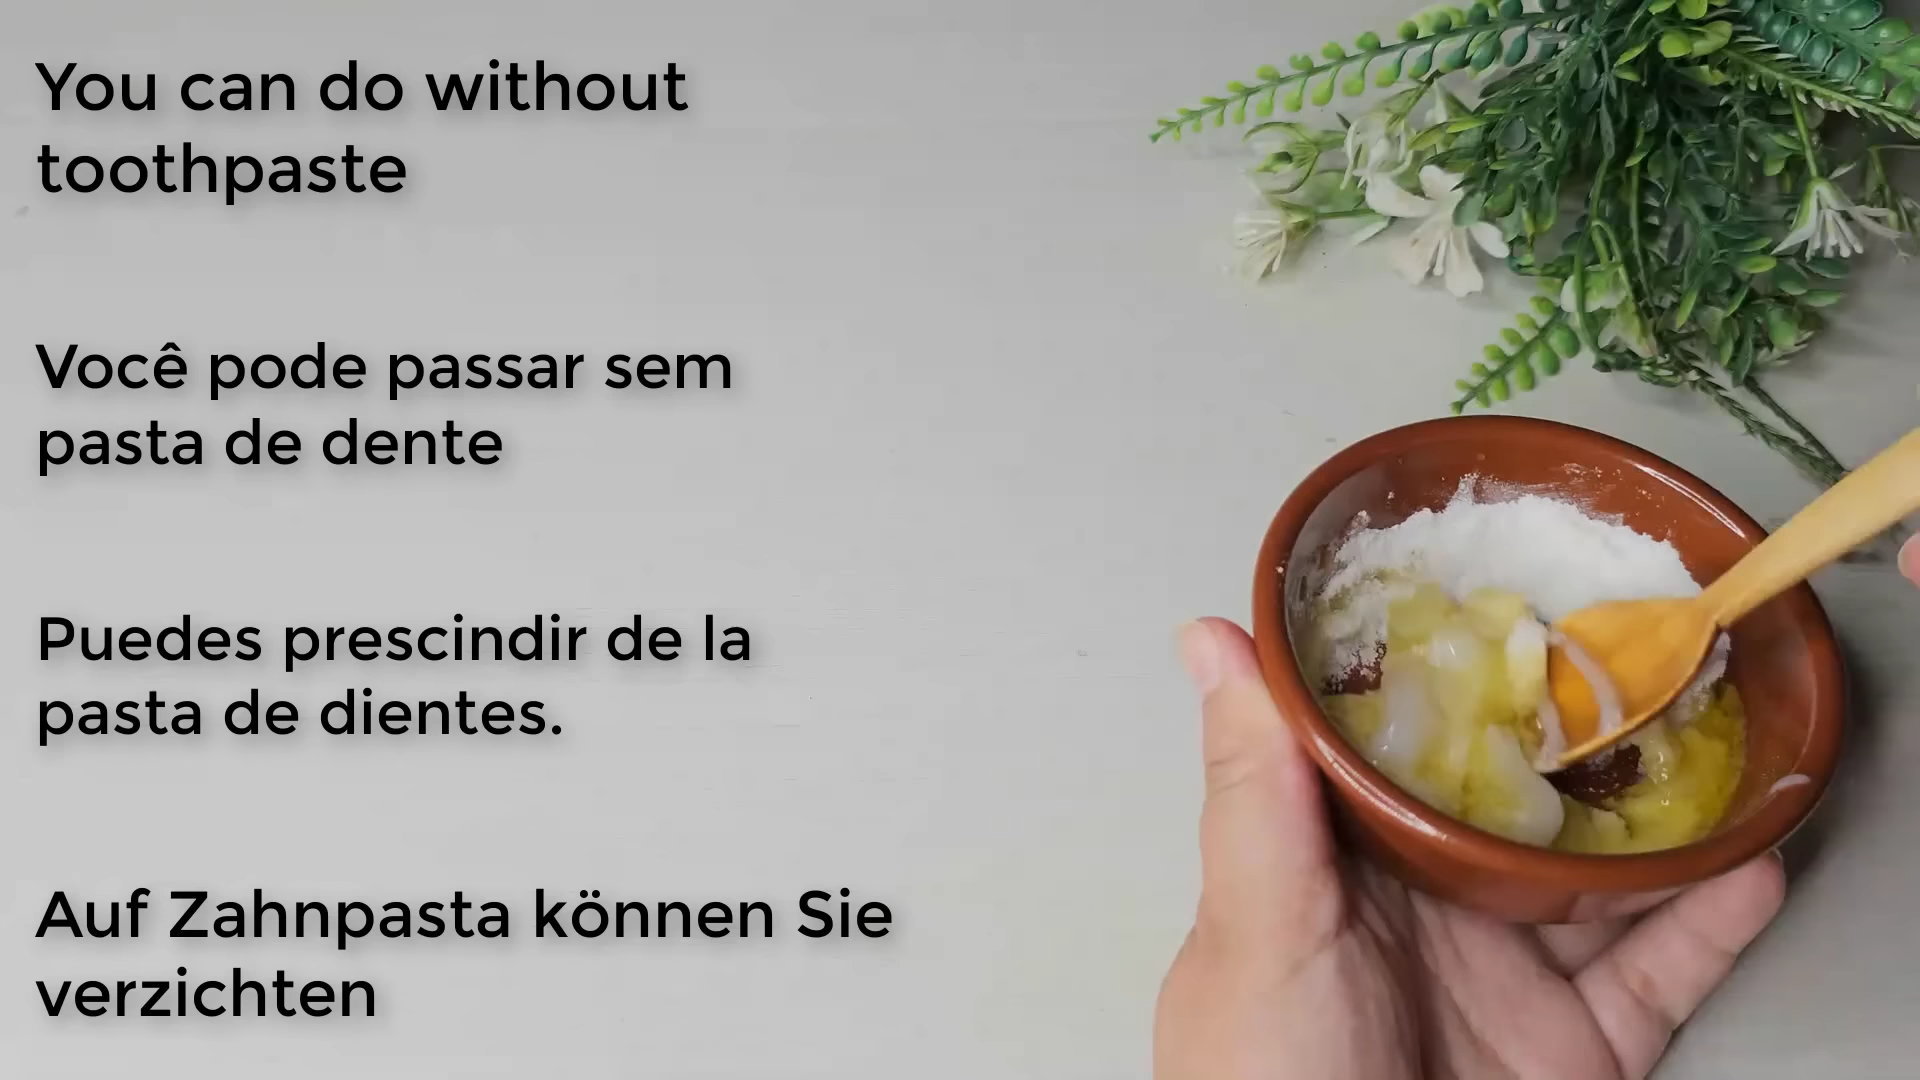 You can do without
toothpaste
Você pode passar sem
pasta de dente
Puedes prescindir de la
pasta de dientes.
Auf Zahnpasta können Sie
verzichten